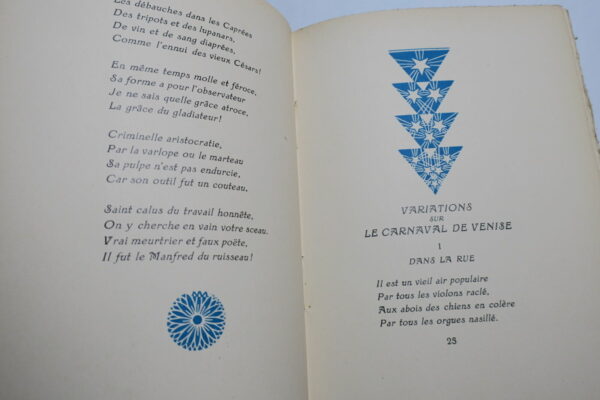 Les débauches dans les Caprées
Des tripots et des lupanars,
De vin et de sang diaprées,
Comme l'ennui des vieux Césars!
En même temps molle et féroce,
Sa forme a pour l'observateur
Je ne sais quelle grâce atroce,
La grâce du gladiateur!
Criminelle aristocratie,
Par la varlope ou le marteau
Sa pulpe n'est pas endurcie,
Car son outil fut un couteau.
Saint calus du travail honnête,
On y cherche en vain votre sceau.
Vrai meurtrier et faux poëte,
Il fut le Manfred du ruisseau!
VARIATIONS
SUR
LE CARNAVAL DE VENISE
I
DANS LA RUE
Il est un vieil air populaire
Par tous les violons raclé,
Aux abois des chiens en colère
Par tous les orgues nasillé.
23